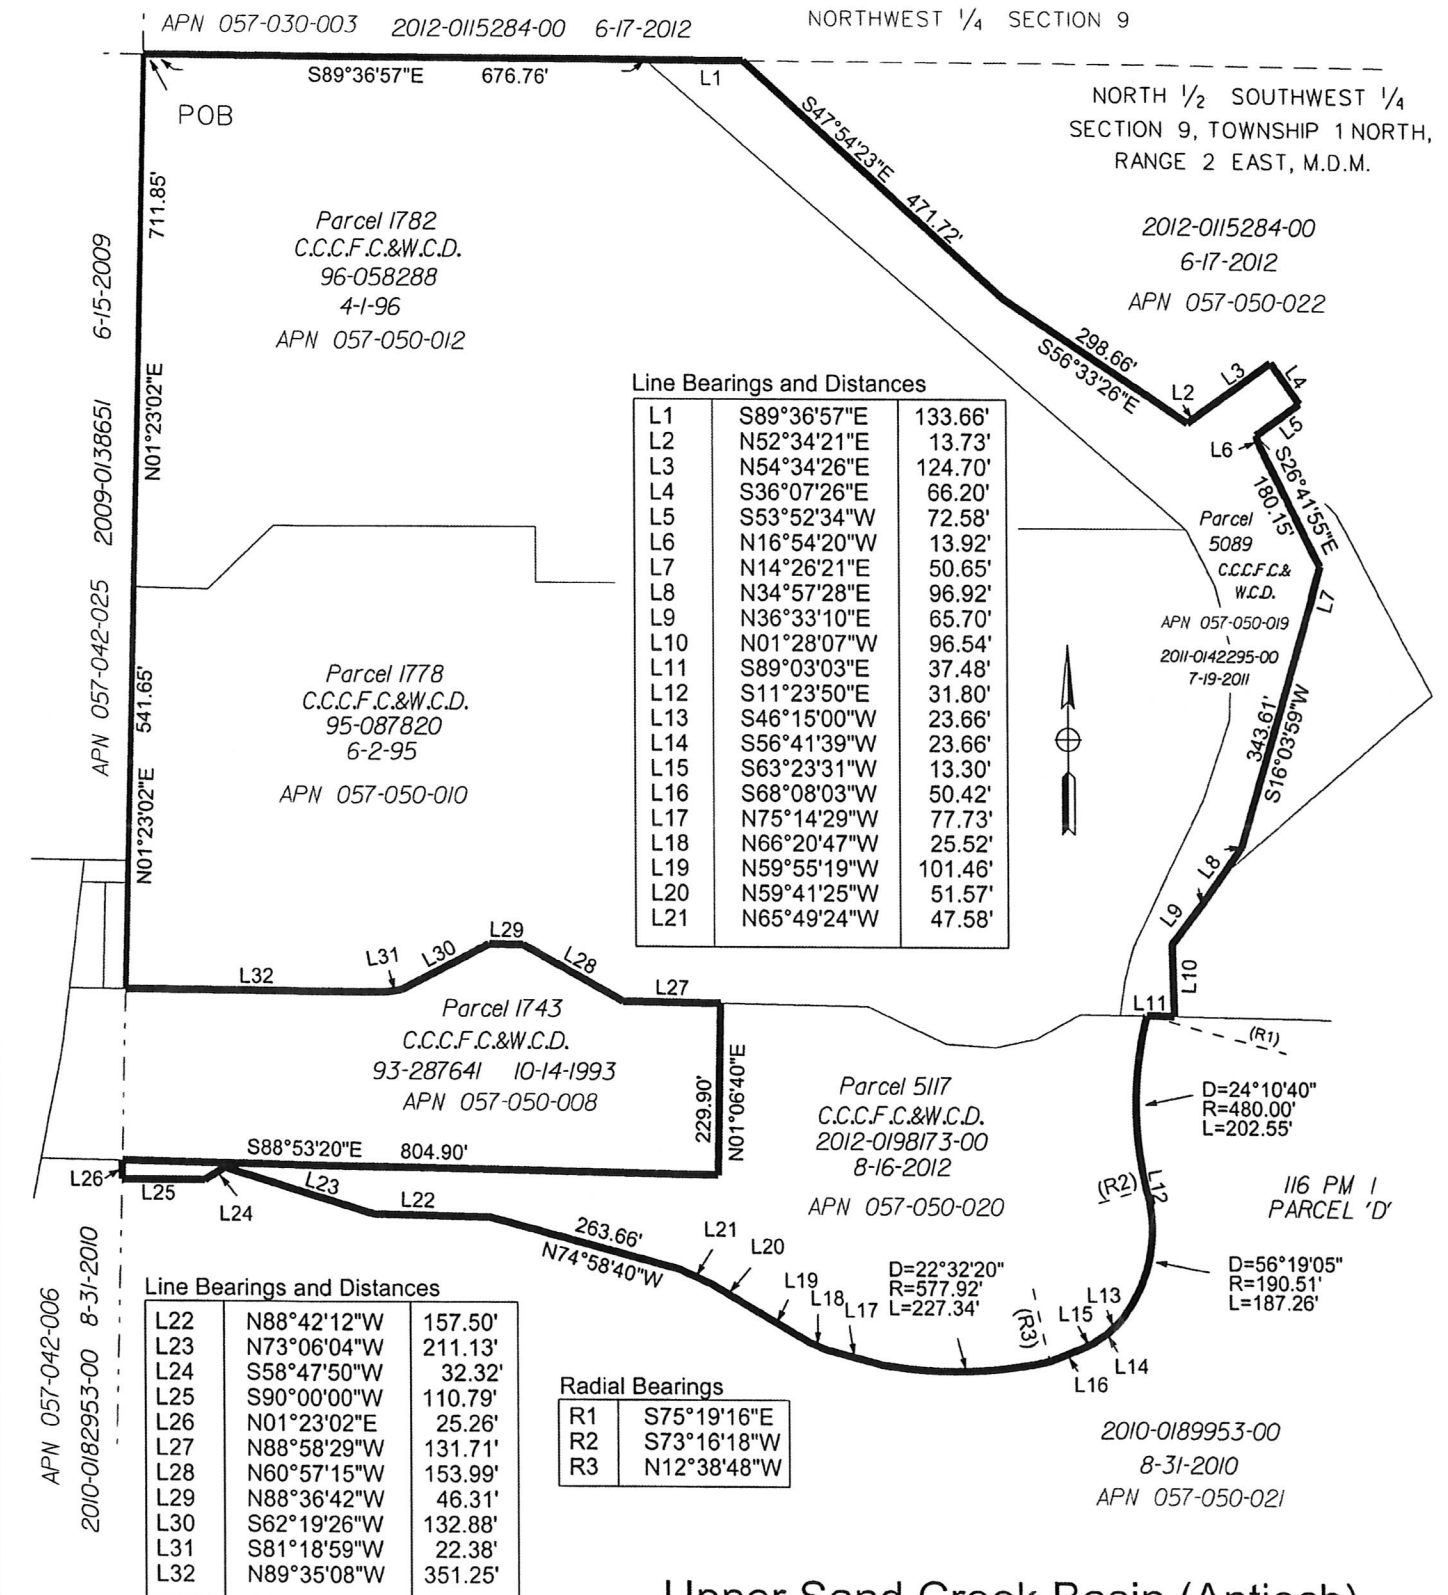 APN 057-030-003 2012-0115284-00 6-17-2012
NORTHWEST 1/4 SECTION 9
S89°36'57"E 676.76'
L1
POB
NORTH 1/2 SOUTHWEST 1/4
SECTION 9, TOWNSHIP 1 NORTH,
RANGE 2 EAST, M.D.M.
S47°54'23"E 471.72'
711.85'
N01°23'02"E
Parcel 1782
C.C.C.F.C.&W.C.D.
96-058288
4-1-96
APN 057-050-012
2012-0115284-00
6-17-2012
APN 057-050-022
APN 057-042-025 2009-0138651 6-15-2009
298.66'
S56°33'26"E
L2
L3
L4
L5
L6
S26°41'55"E
180.15'
Line Bearings and Distances
L1 S89°36'57"E 133.66'
L2 N52°34'21"E 13.73'
L3 N54°34'26"E 124.70'
L4 S36°07'26"E 66.20'
L5 S53°52'34"W 72.58'
L6 N16°54'20"W 13.92'
L7 N14°26'21"E 50.65'
L8 N34°57'28"E 96.92'
L9 N36°33'10"E 65.70'
L10 N01°28'07"W 96.54'
L11 S89°03'03"E 37.48'
L12 S11°23'50"E 31.80'
L13 S46°15'00"W 23.66'
L14 S56°41'39"W 23.66'
L15 S63°23'31"W 13.30'
L16 S68°08'03"W 50.42'
L17 N75°14'29"W 77.73'
L18 N66°20'47"W 25.52'
L19 N59°55'19"W 101.46'
L20 N59°41'25"W 51.57'
L21 N65°49'24"W 47.58'
Parcel
5089
C.C.C.F.C.&
W.C.D.
APN 057-050-019
2011-0142295-00
7-19-2011
L7
343.61'
S16°03'59"W
L8
L9
L10
L11
(R1)
Parcel 1778
C.C.C.F.C.&W.C.D.
95-087820
6-2-95
APN 057-050-010
541.65'
N01°23'02"E
L32
L31
L30
L29
L28
L27
Parcel 1743
C.C.C.F.C.&W.C.D.
93-287641 10-14-1993
APN 057-050-008
229.90'
N01°06'40"E
Parcel 5117
C.C.C.F.C.&W.C.D.
2012-0198173-00
8-16-2012
APN 057-050-020
D=24°10'40"
R=480.00'
L=202.55'
(R2)
L12
116 PM 1
PARCEL 'D'
S88°53'20"E 804.90'
L26
L25
L24
L23
L22
263.66'
N74°58'40"W
L21
L20
L19
L18
L17
D=22°32'20"
R=577.92'
L=227.34'
(R3)
L15
L13
L14
L16
D=56°19'05"
R=190.51'
L=187.26'
APN 057-042-006
2010-0182953-00 8-31-2010
Line Bearings and Distances
L22 N88°42'12"W 157.50'
L23 N73°06'04"W 211.13'
L24 S58°47'50"W 32.32'
L25 S90°00'00"W 110.79'
L26 N01°23'02"E 25.26'
L27 N88°58'29"W 131.71'
L28 N60°57'15"W 153.99'
L29 N88°36'42"W 46.31'
L30 S62°19'26"W 132.88'
L31 S81°18'59"W 22.38'
L32 N89°35'08"W 351.25'
Radial Bearings
R1 S75°19'16"E
R2 S73°16'18"W
R3 N12°38'48"W
2010-0189953-00
8-31-2010
APN 057-050-021
Upper Sand Creek Basin (Antioch)